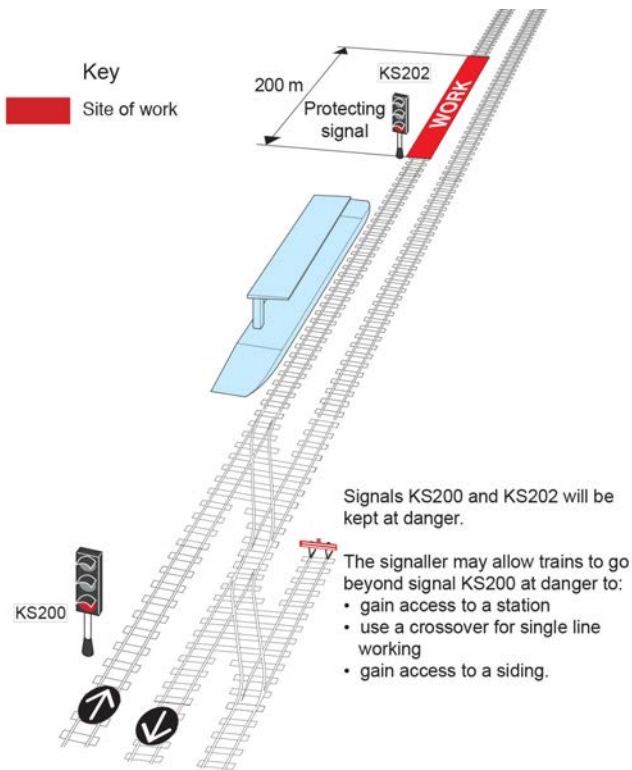 Key
Site of work
200 m
KS202
Protecting
signal
WORK
Signals KS200 and KS202 will be
kept at danger.
The signaller may allow trains to go
beyond signal KS200 at danger to:
• gain access to a station
• use a crossover for single line
working
• gain access to a siding.
KS200